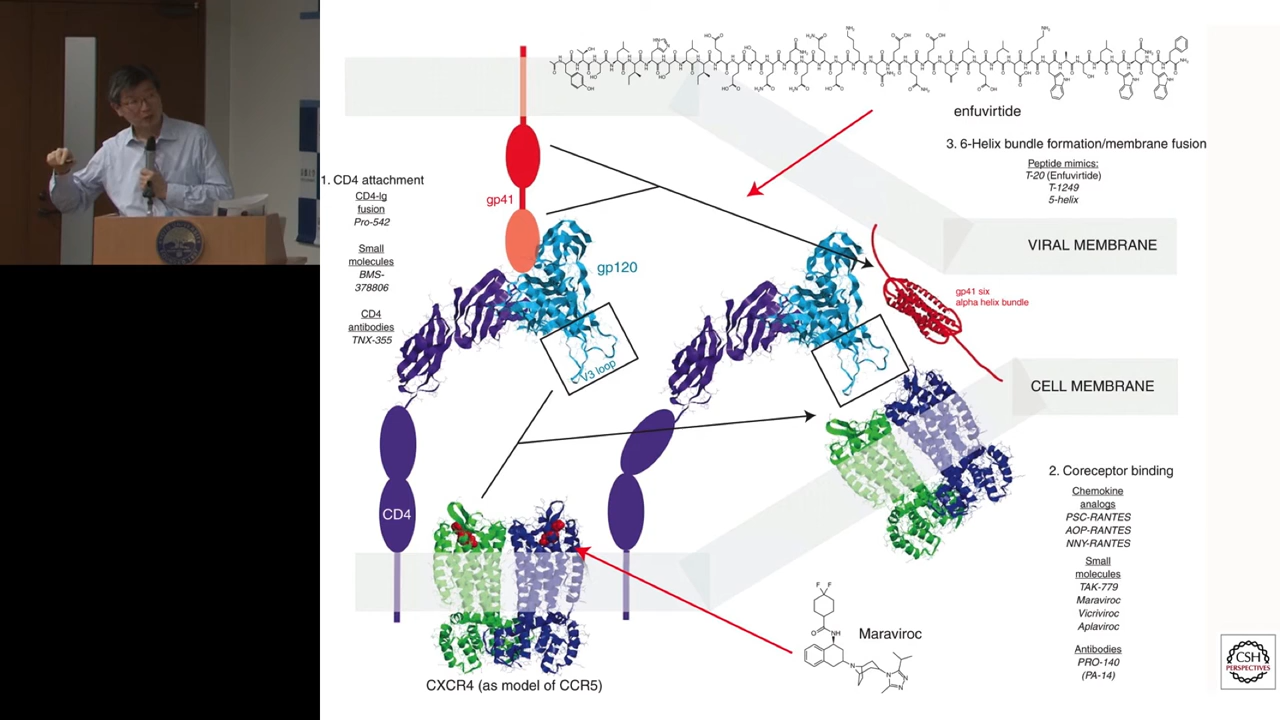 enfuvirtide
3. 6-Helix bundle formation/membrane fusion
Peptide mimics:
T-20 (Enfuvirtide)
T-1249
5-helix
1. CD4 attachment
CD4-Ig
fusion
Pro-542
Small
molecules
BMS-
378806
CD4
antibodies
TNX-355
gp41
gp120
V3 loop
VIRAL MEMBRANE
gp41 six
alpha helix bundle
CELL MEMBRANE
CD4
2. Coreceptor binding
Chemokine
analogs
PSC-RANTES
AOP-RANTES
NNY-RANTES
Small
molecules
TAK-779
Maraviroc
Vicriviroc
Aplaviroc
Antibodies
PRO-140
(PA-14)
Maraviroc
CXCR4 (as model of CCR5)
CSH
PERSPECTIVES